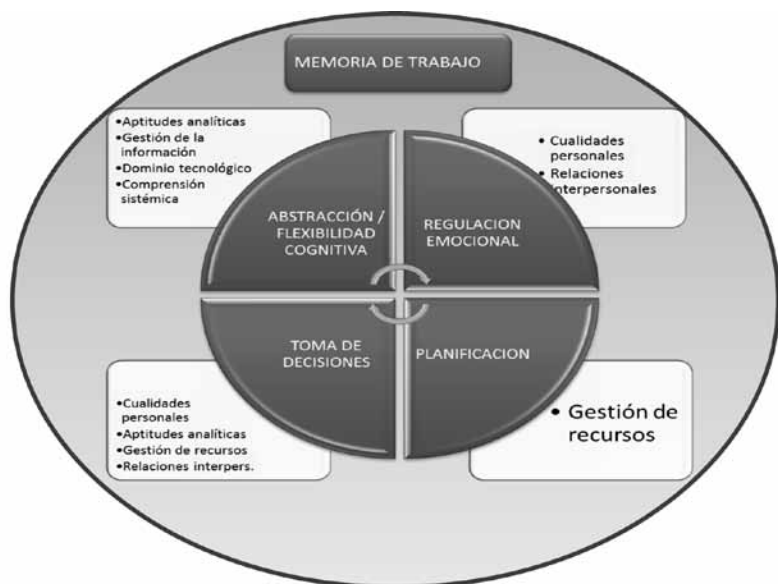 MEMORIA DE TRABAJO
•Aptitudes analíticas
•Gestión de la
información
•Dominio tecnológico
•Comprensión
sistémica
• Cualidades
personales
• Relaciones
interpersonales
ABSTRACCIÓN /
FLEXIBILIDAD
COGNITIVA
REGULACION
EMOCIONAL
TOMA DE
DECISIONES
PLANIFICACION
•Cualidades
personales
•Aptitudes analíticas
•Gestión de recursos
•Relaciones interpers.
• Gestión de
recursos